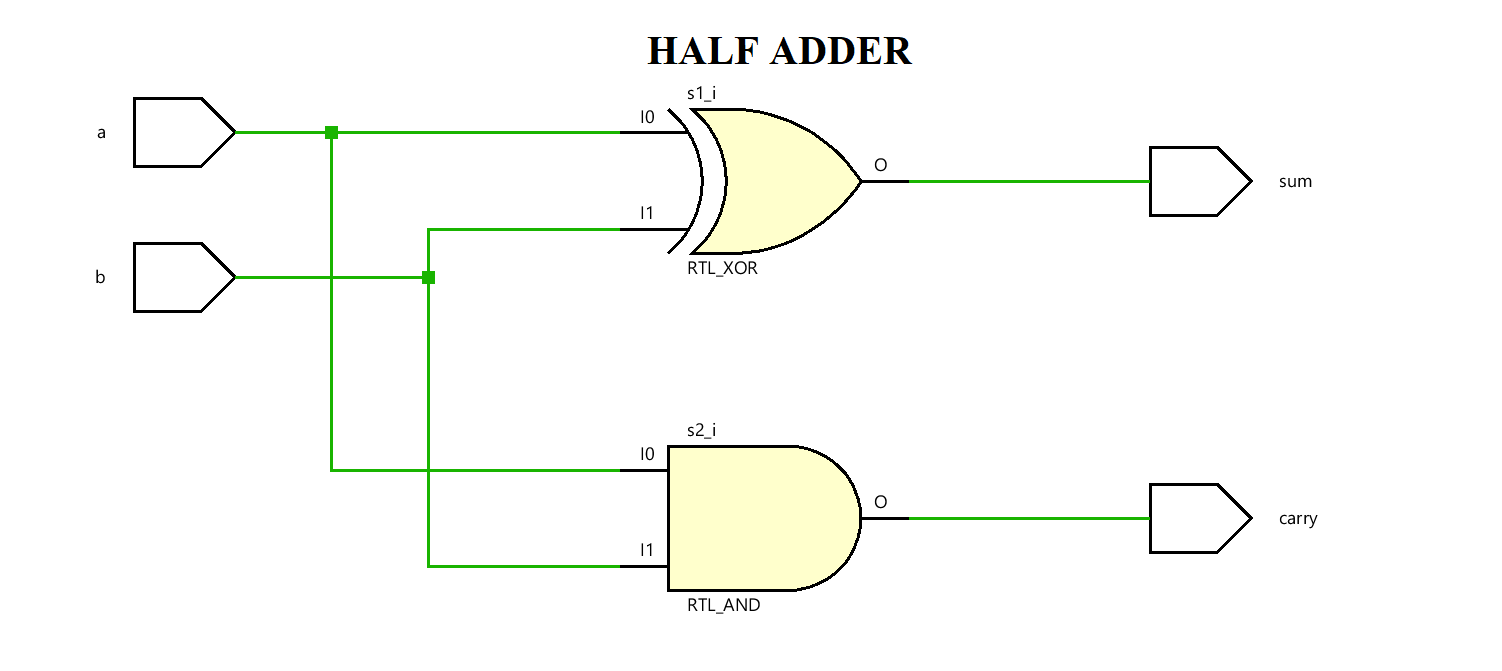 HALF ADDER
s1_i
a
I0
O
sum
I1
b
RTL_XOR
s2_i
I0
O
carry
I1
RTL_AND